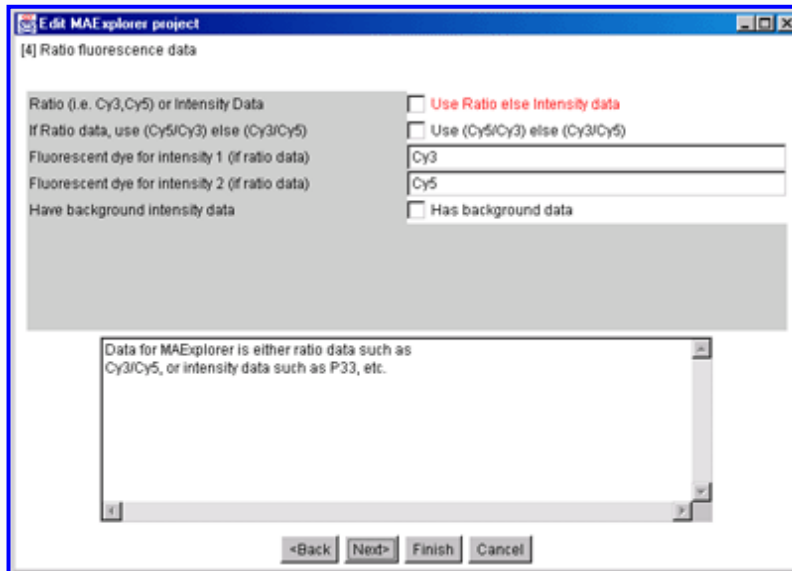 Edit MAExplorer project
[4] Ratio fluorescence data
Ratio (i.e. Cy3,Cy5) or Intensity Data
Use Ratio else Intensity data
If Ratio data, use (Cy5/Cy3) else (Cy3/Cy5)
Use (Cy5/Cy3) else (Cy3/Cy5)
Fluorescent dye for intensity 1 (if ratio data)
Cy3
Fluorescent dye for intensity 2 (if ratio data)
Cy5
Have background intensity data
Has background data
Data for MAExplorer is either ratio data such as
Cy3/Cy5, or intensity data such as P33, etc.
<Back
Next>
Finish
Cancel